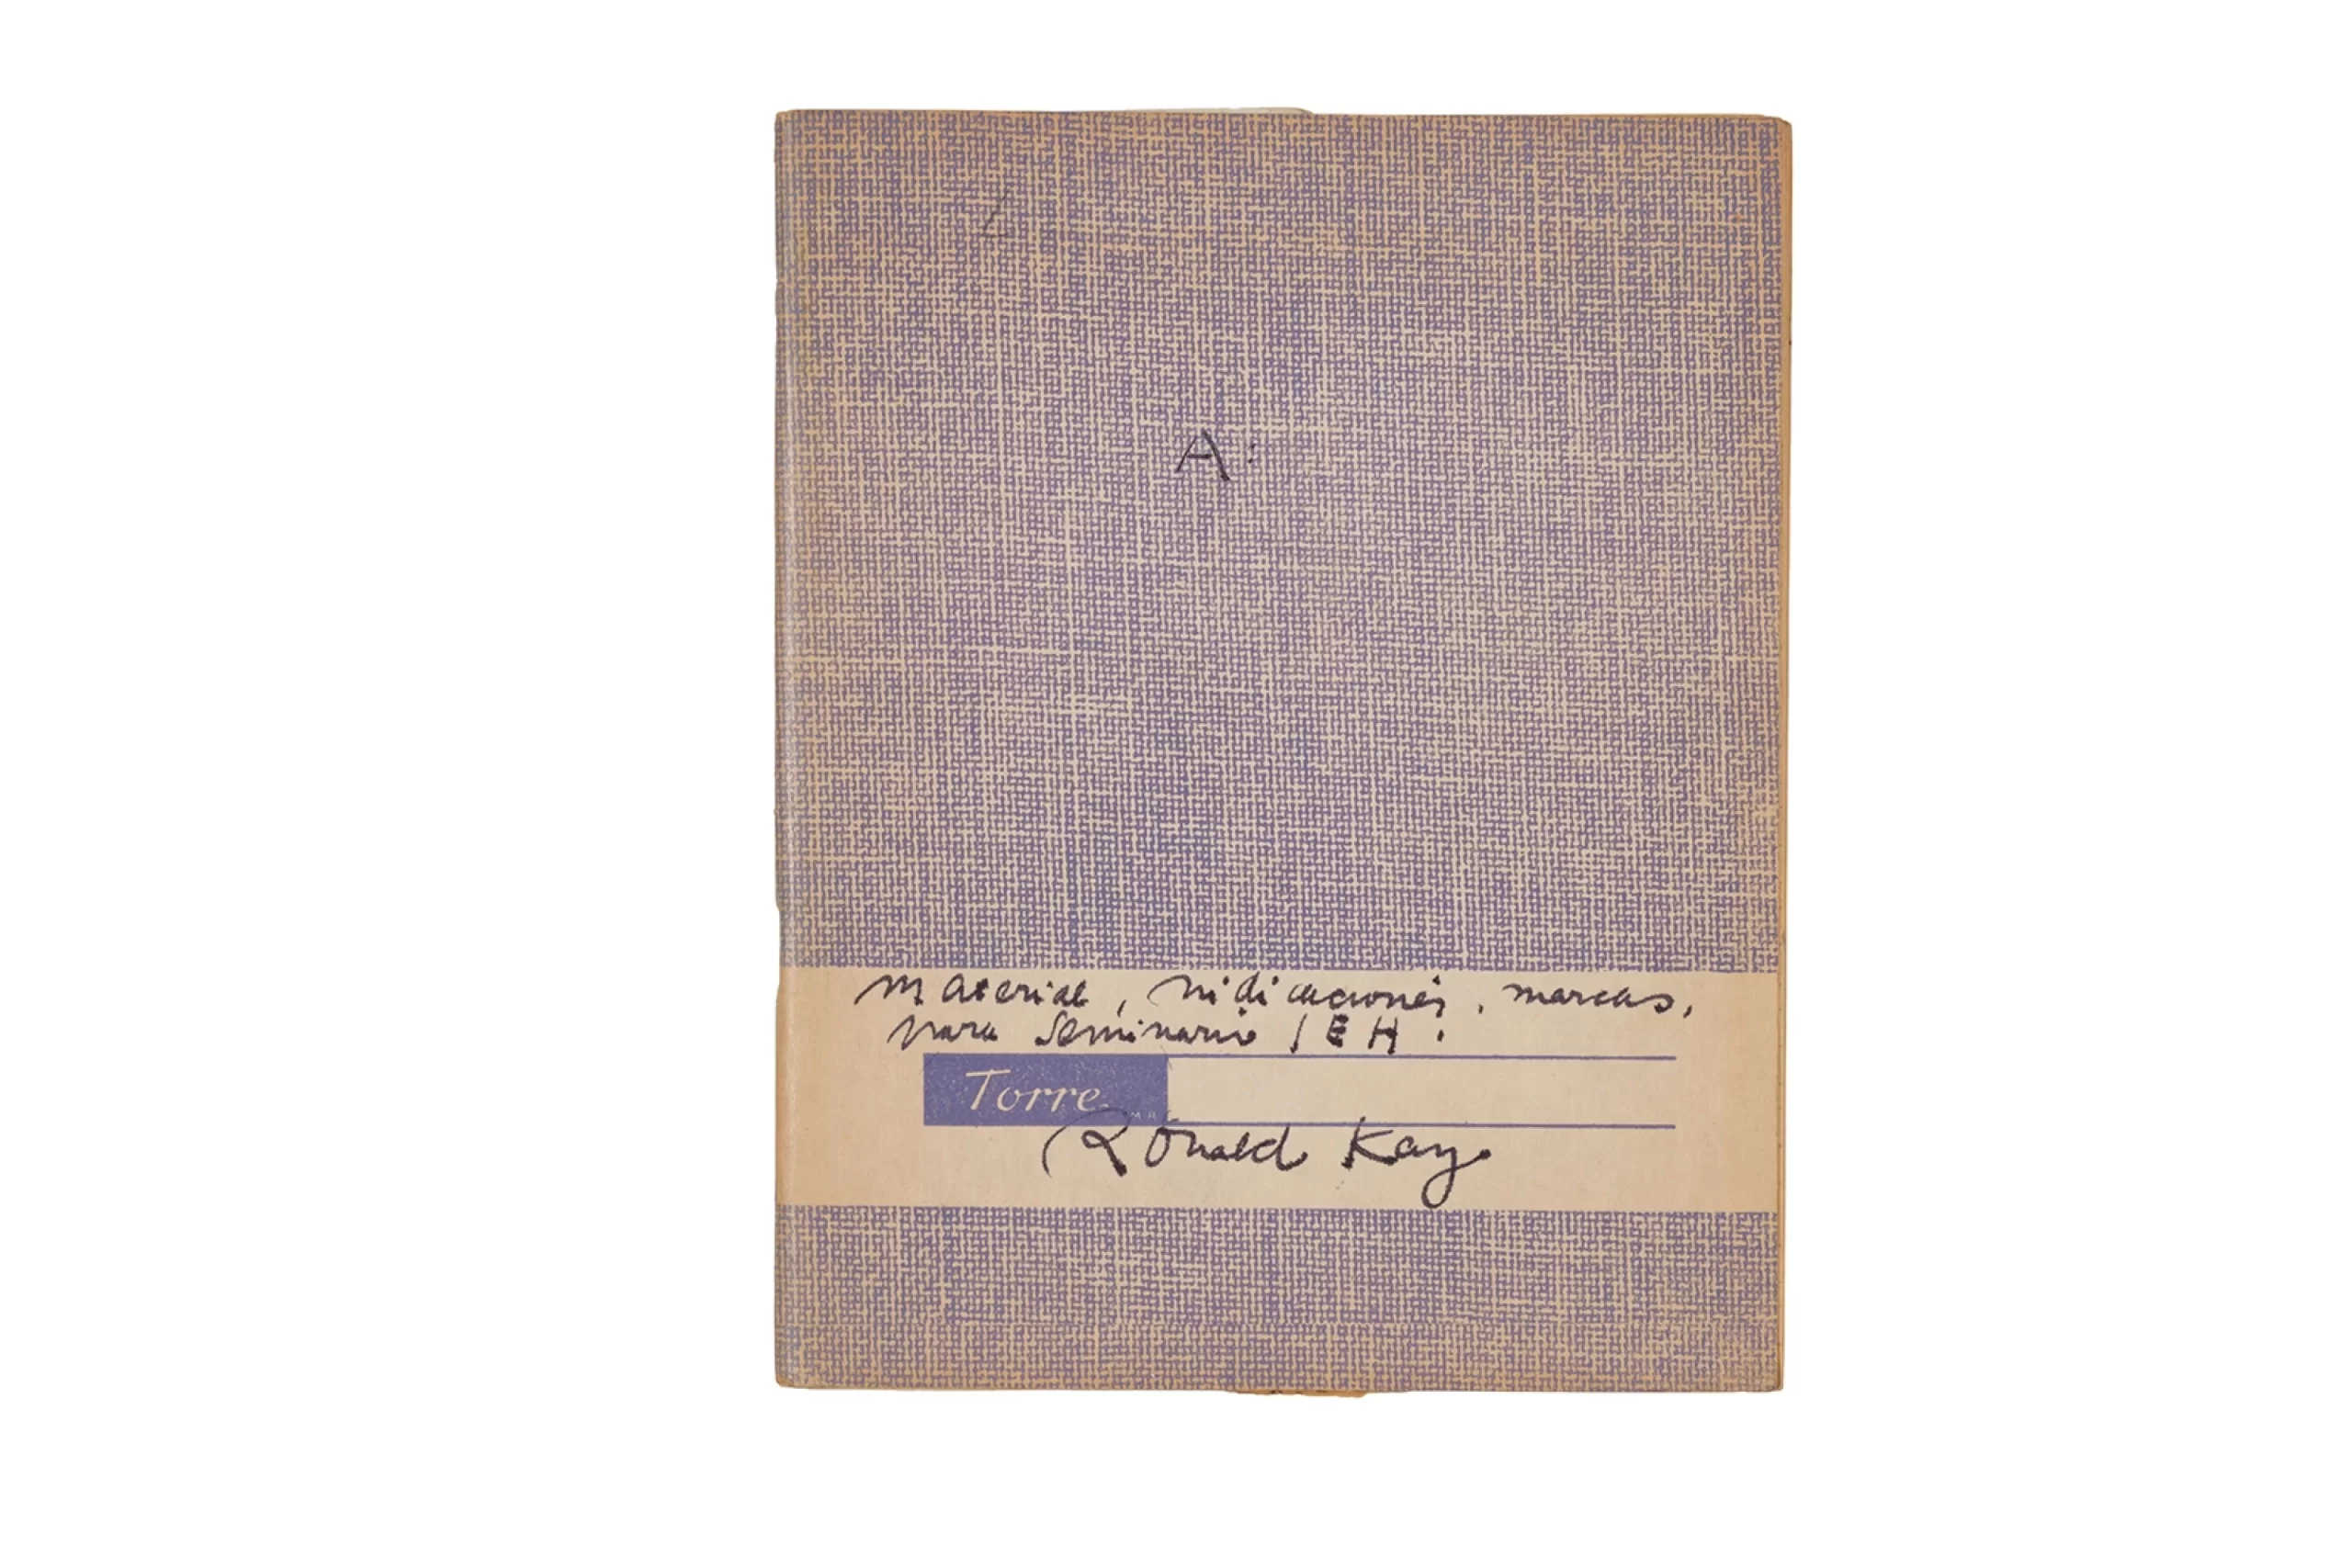 A:
Material, indicaciones, marcas,
para Seminario IEH.
Torre
Ronald Kay